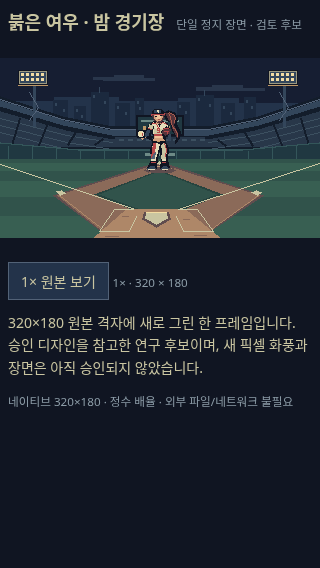 붉은 여우 · 밤 경기장 단일 정지 장면 · 검토 후보
1× 원본 보기 1× · 320 × 180
320×180 원본 격자에 새로 그린 한 프레임입니다.
승인 디자인을 참고한 연구 후보이며, 새 픽셀 화풍과
장면은 아직 승인되지 않았습니다.
네이티브 320×180 · 정수 배율 · 외부 파일/네트워크 불필요